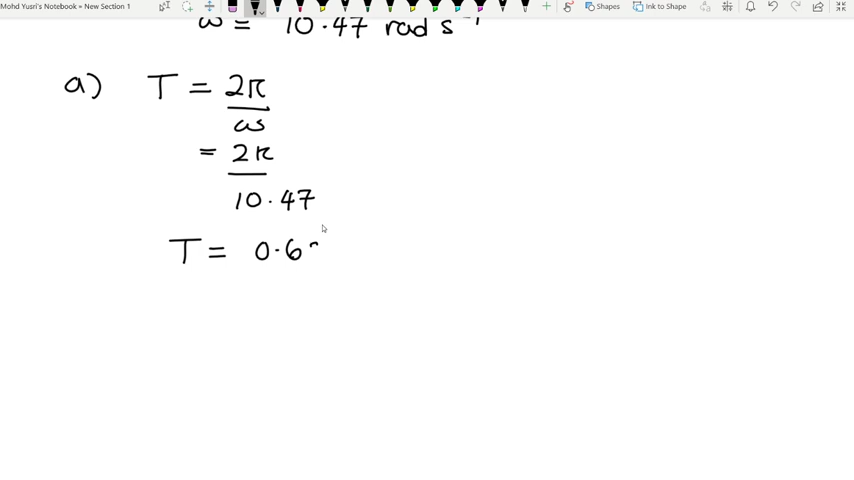 Mohd Yusri's Notebook » New Section 1
Shapes
Ink to Shape
ω = 10.47 rad s⁻¹
a) T = 2π
ω
= 2π
10.47
T = 0.6